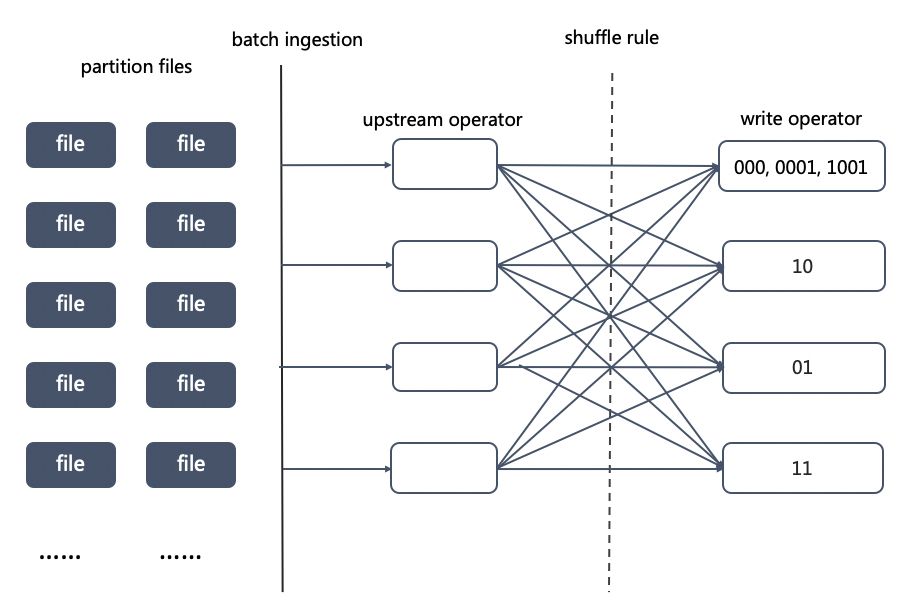 batch ingestion
shuffle rule
partition files
upstream operator
write operator
file file
000, 0001, 1001
file file
10
file file
01
file file
11
file file
...... ......